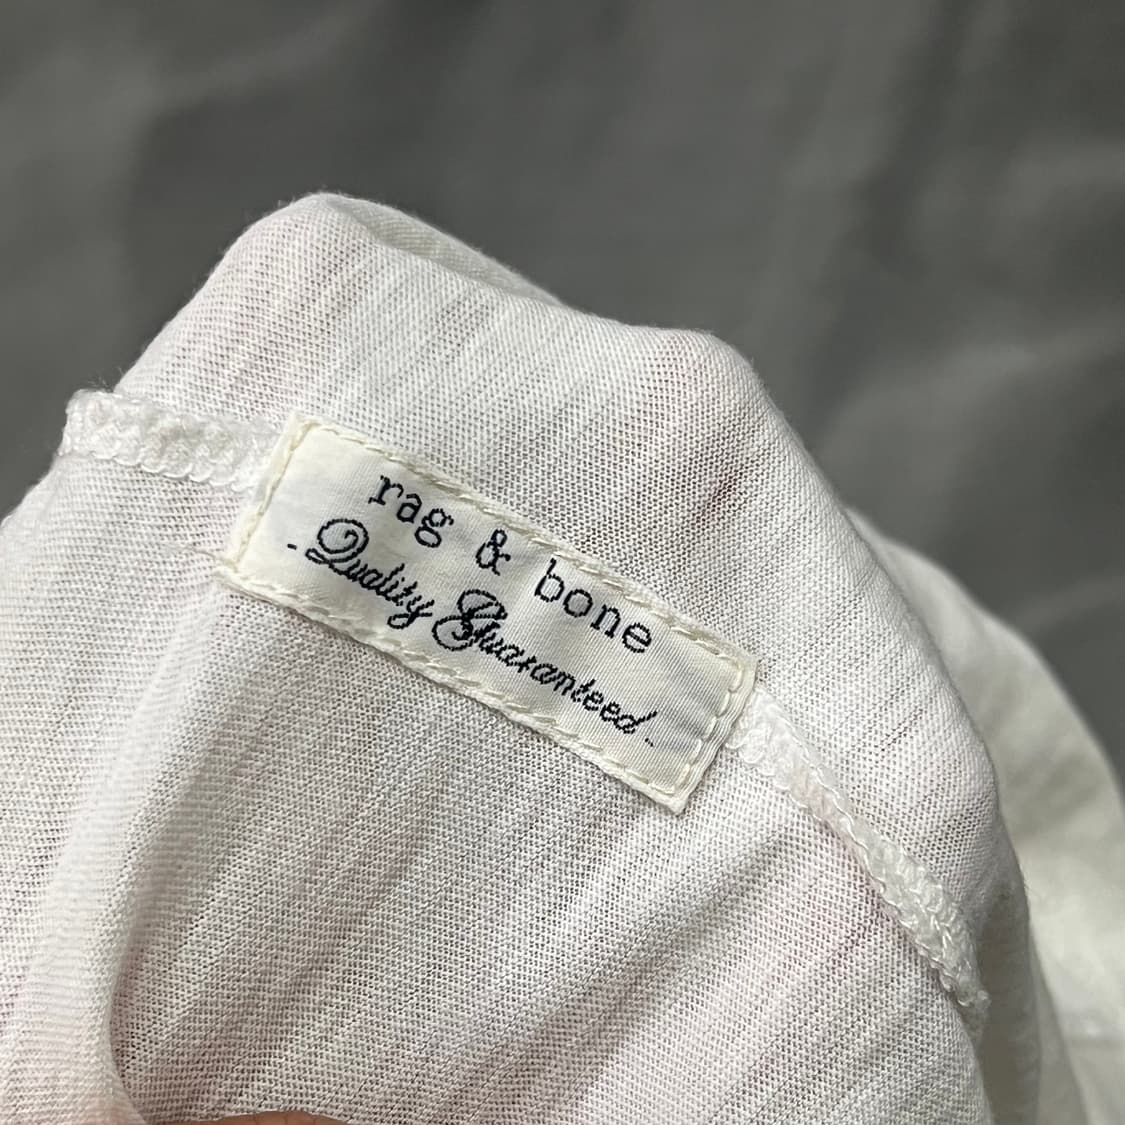 rag & bone
-Quality Guaranteed-